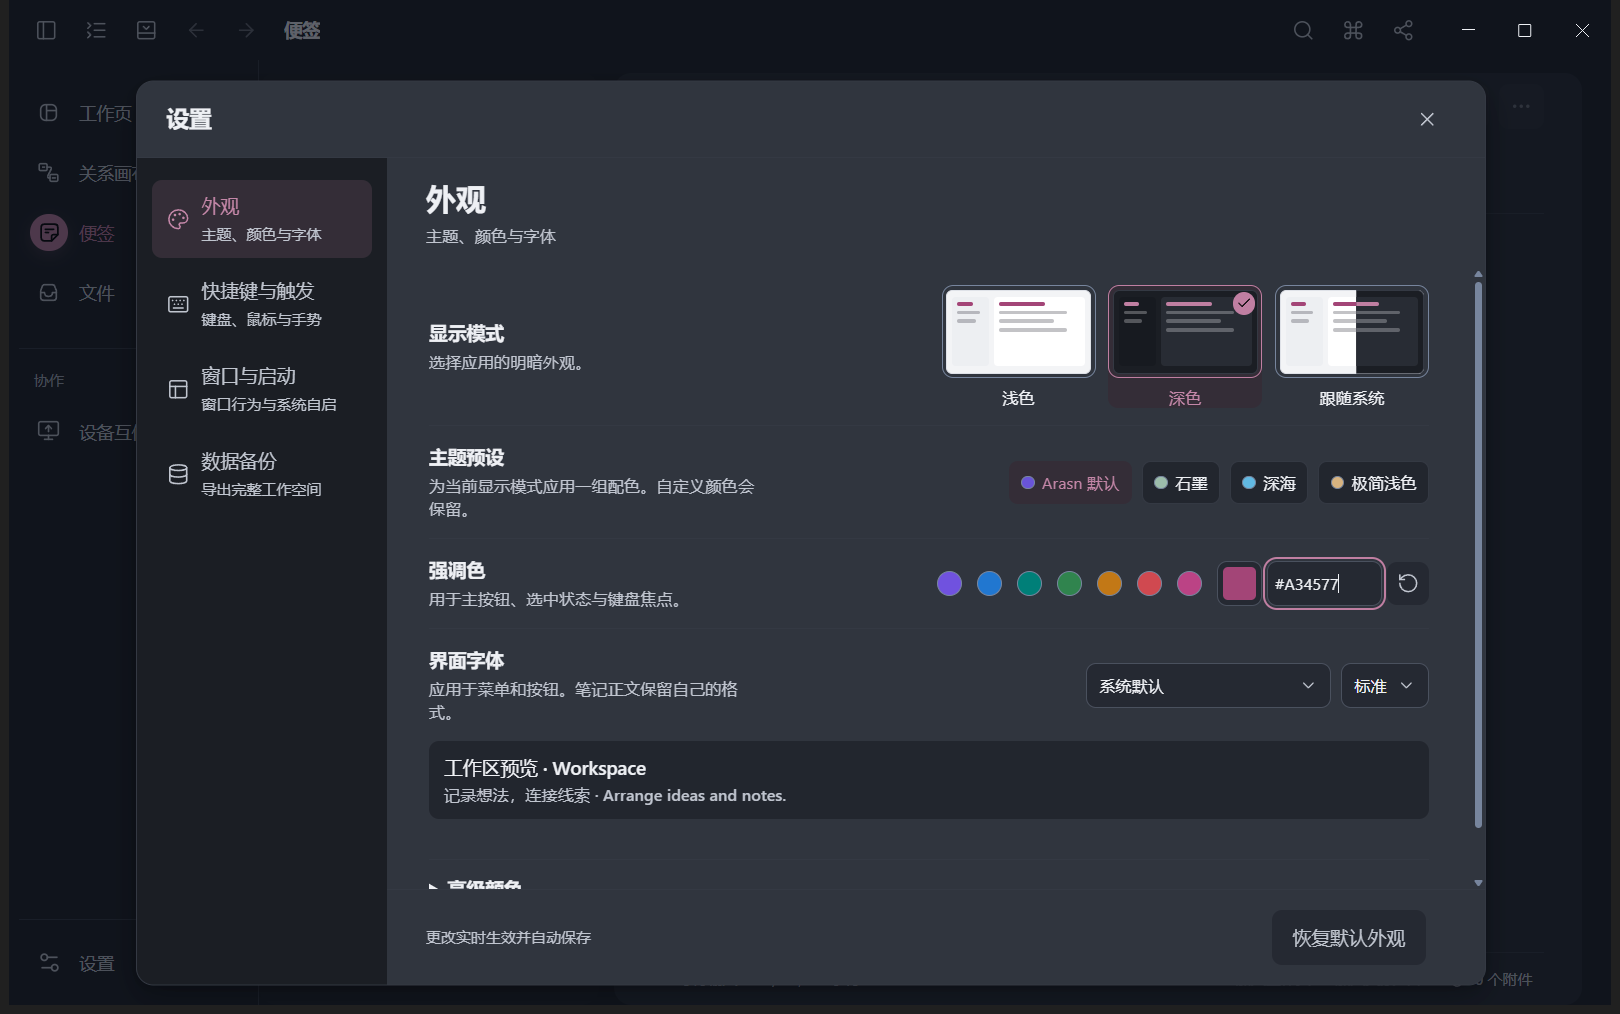 便签
工作页
关系画
便签
文件
协作
设备互
设置
设置
外观
主题、颜色与字体
快捷键与触发
键盘、鼠标与手势
窗口与启动
窗口行为与系统自启
数据备份
导出完整工作空间
外观
主题、颜色与字体
显示模式
选择应用的明暗外观。
浅色
深色
跟随系统
主题预设
为当前显示模式应用一组配色。自定义颜色会
保留。
Arasn 默认
石墨
深海
极简浅色
强调色
用于主按钮、选中状态与键盘焦点。
#A34577
界面字体
应用于菜单和按钮。笔记正文保留自己的格
式。
系统默认
标准
工作区预览 · Workspace
记录想法，连接线索 · Arrange ideas and notes.
高级颜色
更改实时生效并自动保存
恢复默认外观
个附件